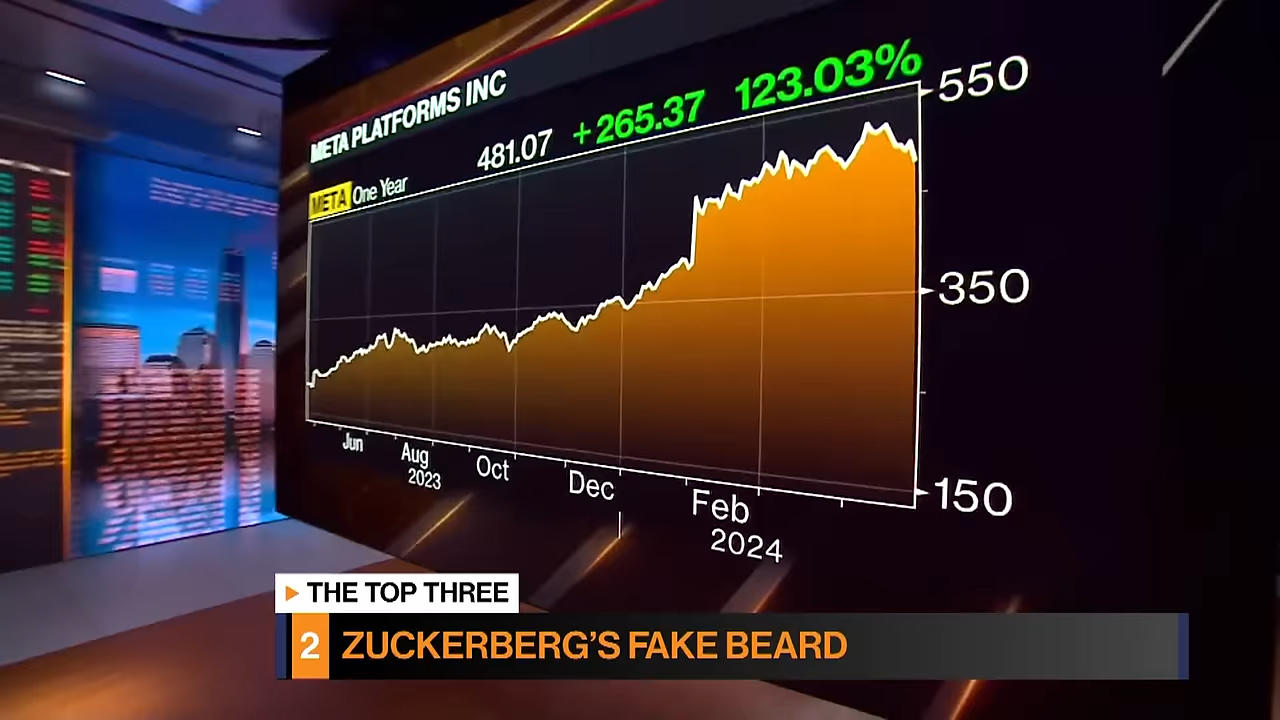 META PLATFORMS INC
481.07 +265.37 123.03%
META One Year
550
350
150
Jun Aug Oct Dec Feb
2023 2024
THE TOP THREE
2 ZUCKERBERG'S FAKE BEARD